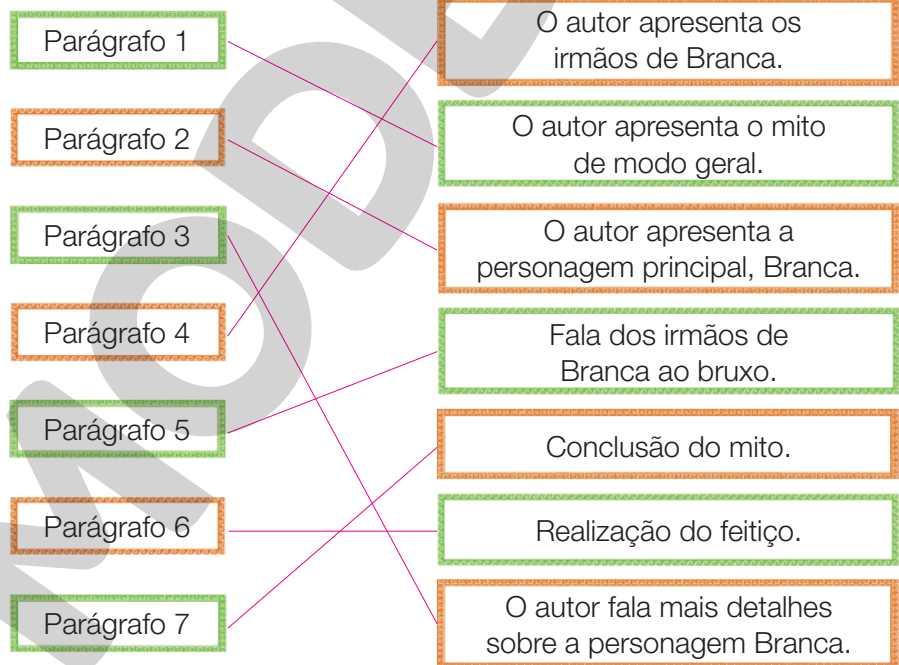 Parágrafo 1
Parágrafo 2
Parágrafo 3
Parágrafo 4
Parágrafo 5
Parágrafo 6
Parágrafo 7
O autor apresenta os
irmãos de Branca.
O autor apresenta o mito
de modo geral.
O autor apresenta a
personagem principal, Branca.
Fala dos irmãos de
Branca ao bruxo.
Conclusão do mito.
Realização do feitiço.
O autor fala mais detalhes
sobre a personagem Branca.